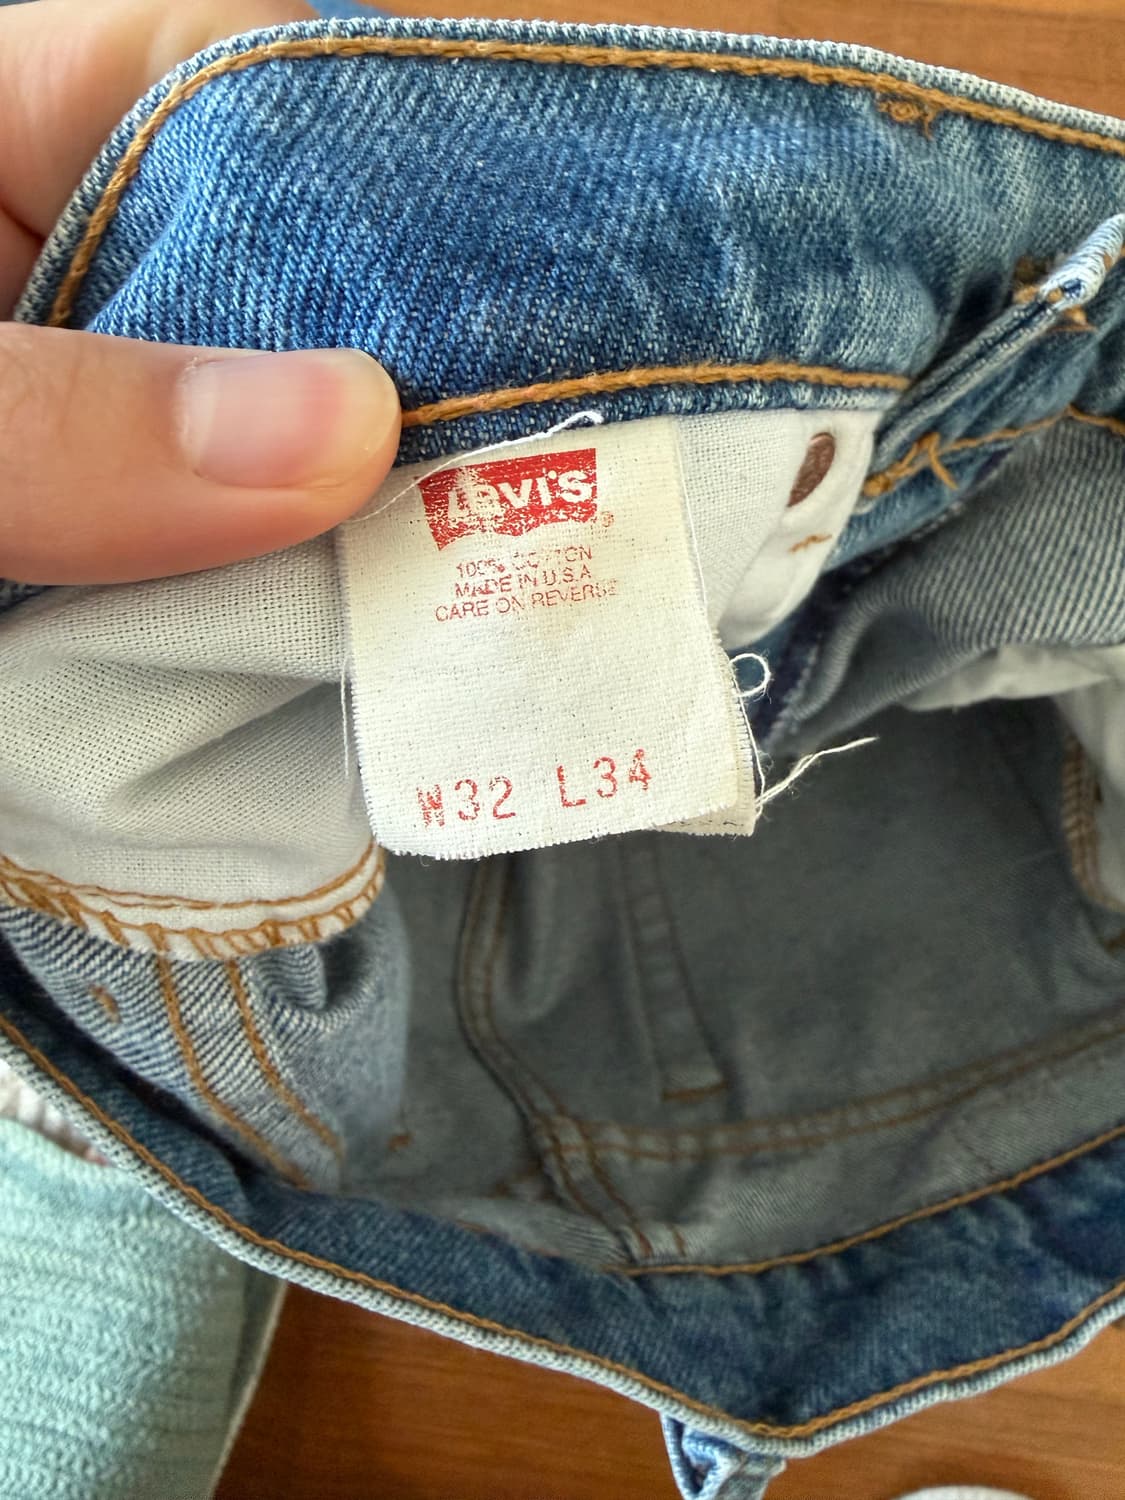 Levi's ®
100% COTTON
MADE IN U.S.A
CARE ON REVERSE
W32 L34